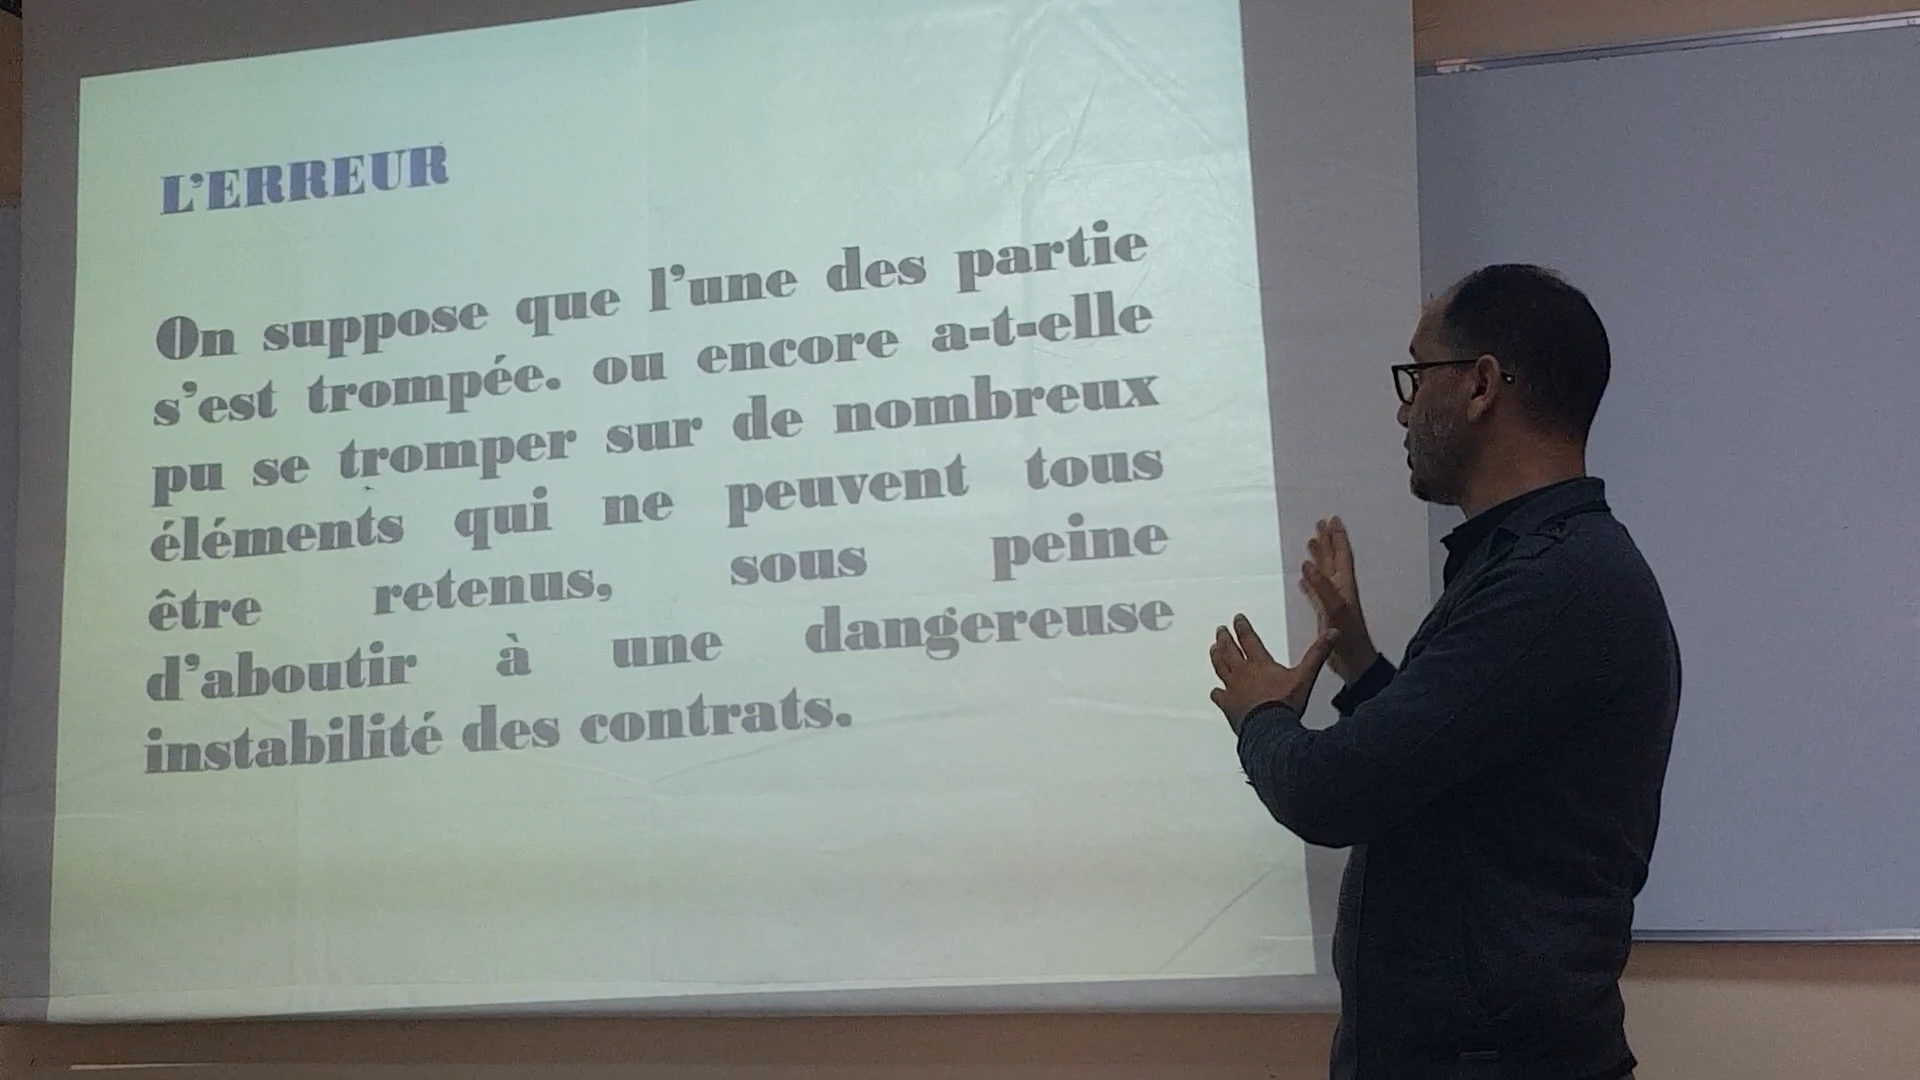 L'ERREUR
On suppose que l'une des partie
s'est trompée. ou encore a-t-elle
pu se tromper sur de nombreux
éléments qui ne peuvent tous
être retenus, sous peine
d'aboutir à une dangereuse
instabilité des contrats.